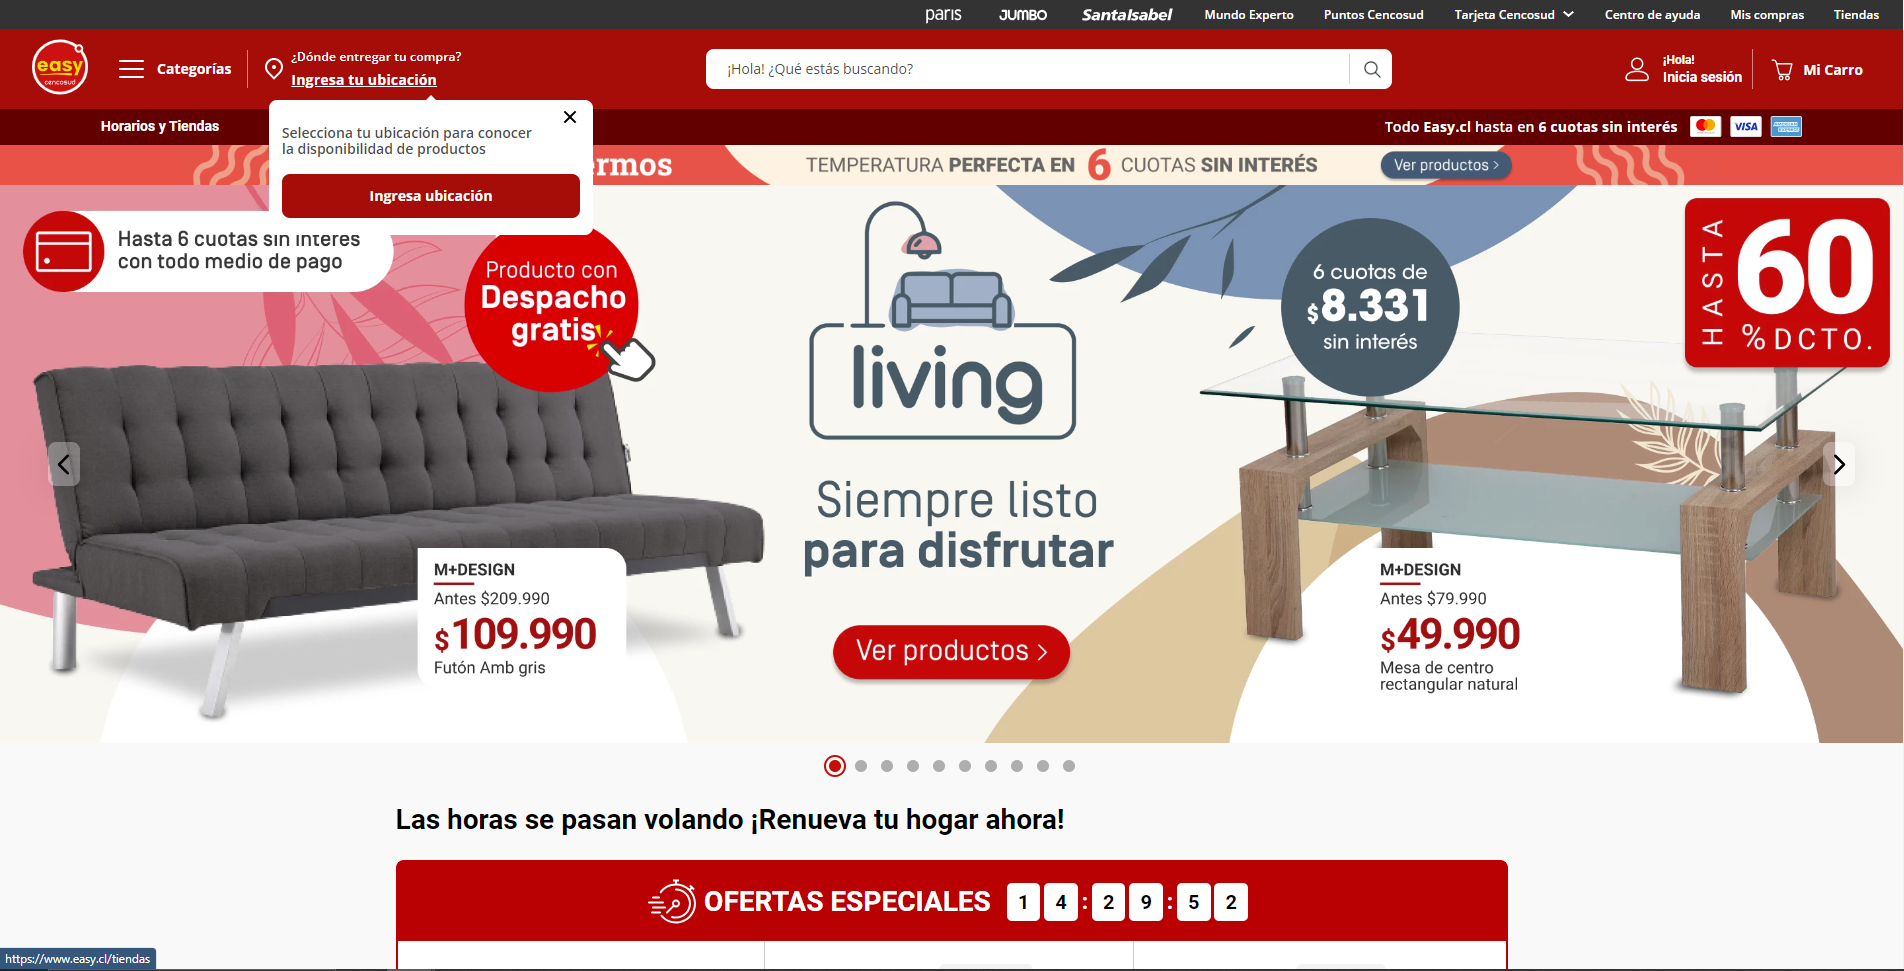 paris
JUMBO
SantaIsabel
Mundo Experto
Puntos Cencosud
Tarjeta Cencosud
Centro de ayuda
Mis compras
Tiendas
easy
cencosud
Categorías
¿Dónde entregar tu compra?
Ingresa tu ubicación
¡Hola! ¿Qué estás buscando?
¡Hola!
Inicia sesión
Mi Carro
Horarios y Tiendas
Selecciona tu ubicación para conocer
la disponibilidad de productos
Ingresa ubicación
Todo Easy.cl hasta en 6 cuotas sin interés
VISA
TEMPERATURA PERFECTA EN 6 CUOTAS SIN INTERÉS
Ver productos >
Hasta 6 cuotas sin interés
con todo medio de pago
Producto con
Despacho
gratis
living
Siempre listo
para disfrutar
Ver productos >
6 cuotas de
$8.331
sin interés
HASTA
60
%DCTO.
M+DESIGN
Antes $209.990
$109.990
Futón Amb gris
M+DESIGN
Antes $79.990
$49.990
Mesa de centro
rectangular natural
Las horas se pasan volando ¡Renueva tu hogar ahora!
OFERTAS ESPECIALES 14:29:52
https://www.easy.cl/tiendas